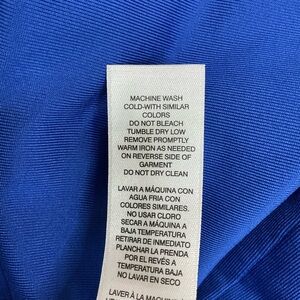 MACHINE WASH
COLD-WITH SIMILAR
COLORS
DO NOT BLEACH
TUMBLE DRY LOW
REMOVE PROMPTLY
WARM IRON AS NEEDED
ON REVERSE SIDE OF
GARMENT
DO NOT DRY CLEAN
LAVAR A MÁQUINA CON
AGUA FRIA CON
COLORES SIMILARES.
NO USAR CLORO
SECAR A MÁQUINA A
BAJA TEMPERATURA
RETIRAR DE INMEDIATO
PLANCHAR LA PRENDA
POR EL REVÉS A
TEMPERATURA BAJA
NO LAVAR EN SECO
LAVER À LA MACHINE